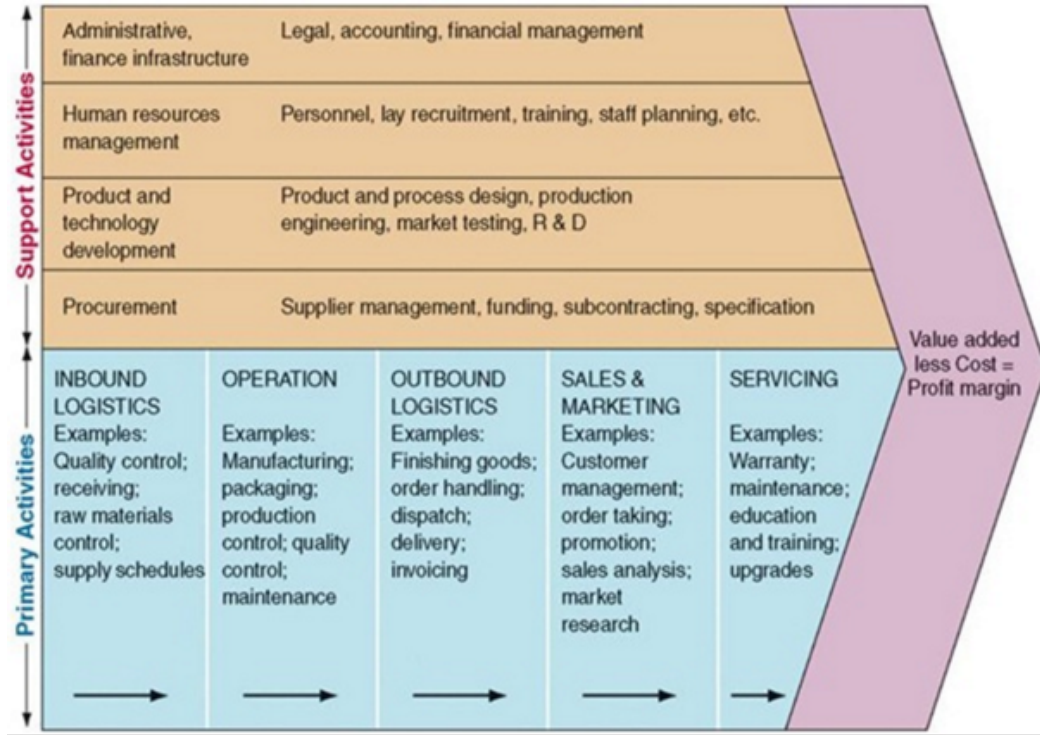 Support Activities
Administrative,
finance infrastructure
Legal, accounting, financial management
Human resources
management
Personnel, lay recruitment, training, staff planning, etc.
Product and
technology
development
Product and process design, production
engineering, market testing, R & D
Procurement
Supplier management, funding, subcontracting, specification
Primary Activities
INBOUND
LOGISTICS
Examples:
Quality control;
receiving;
raw materials
control;
supply schedules
OPERATION
Examples:
Manufacturing;
packaging;
production
control; quality
control;
maintenance
OUTBOUND
LOGISTICS
Examples:
Finishing goods;
order handling;
dispatch;
delivery;
invoicing
SALES &
MARKETING
Examples:
Customer
management;
order taking;
promotion;
sales analysis;
market
research
SERVICING
Examples:
Warranty;
maintenance;
education
and training;
upgrades
Value added
less Cost =
Profit margin